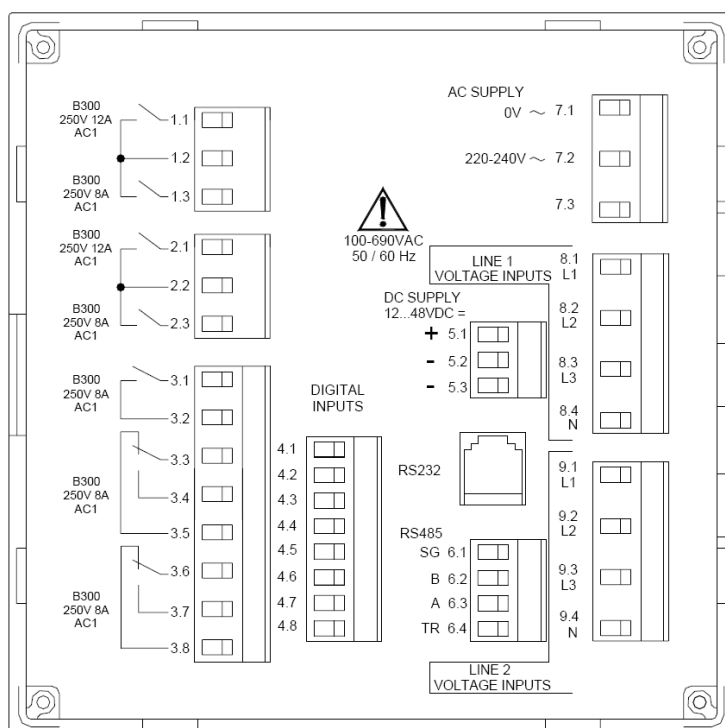 B300
250V 12A
AC1
1.1
1.2
B300
250V 8A
AC1
1.3
B300
250V 12A
AC1
2.1
2.2
B300
250V 8A
AC1
2.3
B300
250V 8A
AC1
3.1
3.2
B300
250V 8A
AC1
3.3
3.4
3.5
B300
250V 8A
AC1
3.6
3.7
3.8
DIGITAL
INPUTS
4.1
4.2
4.3
4.4
4.5
4.6
4.7
4.8
100-690VAC
50 / 60 Hz
DC SUPPLY
12...48VDC =
+ 5.1
- 5.2
- 5.3
RS232
RS485
SG 6.1
B 6.2
A 6.3
TR 6.4
AC SUPPLY
0V ~ 7.1
220-240V ~ 7.2
7.3
LINE 1
VOLTAGE INPUTS
8.1
L1
8.2
L2
8.3
L3
8.4
N
9.1
L1
9.2
L2
9.3
L3
9.4
N
LINE 2
VOLTAGE INPUTS